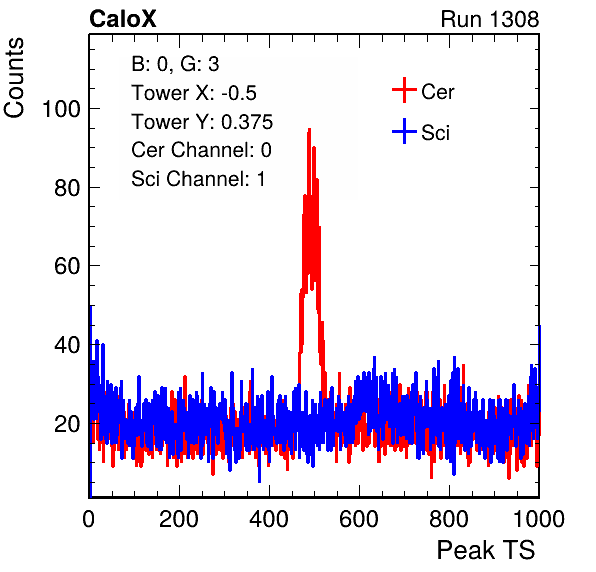 CaloX Run 1308
Counts
B: 0, G: 3
Tower X: -0.5
Tower Y: 0.375
Cer Channel: 0
Sci Channel: 1
Cer
Sci
100
80
60
40
20
0 200 400 600 800 1000
Peak TS